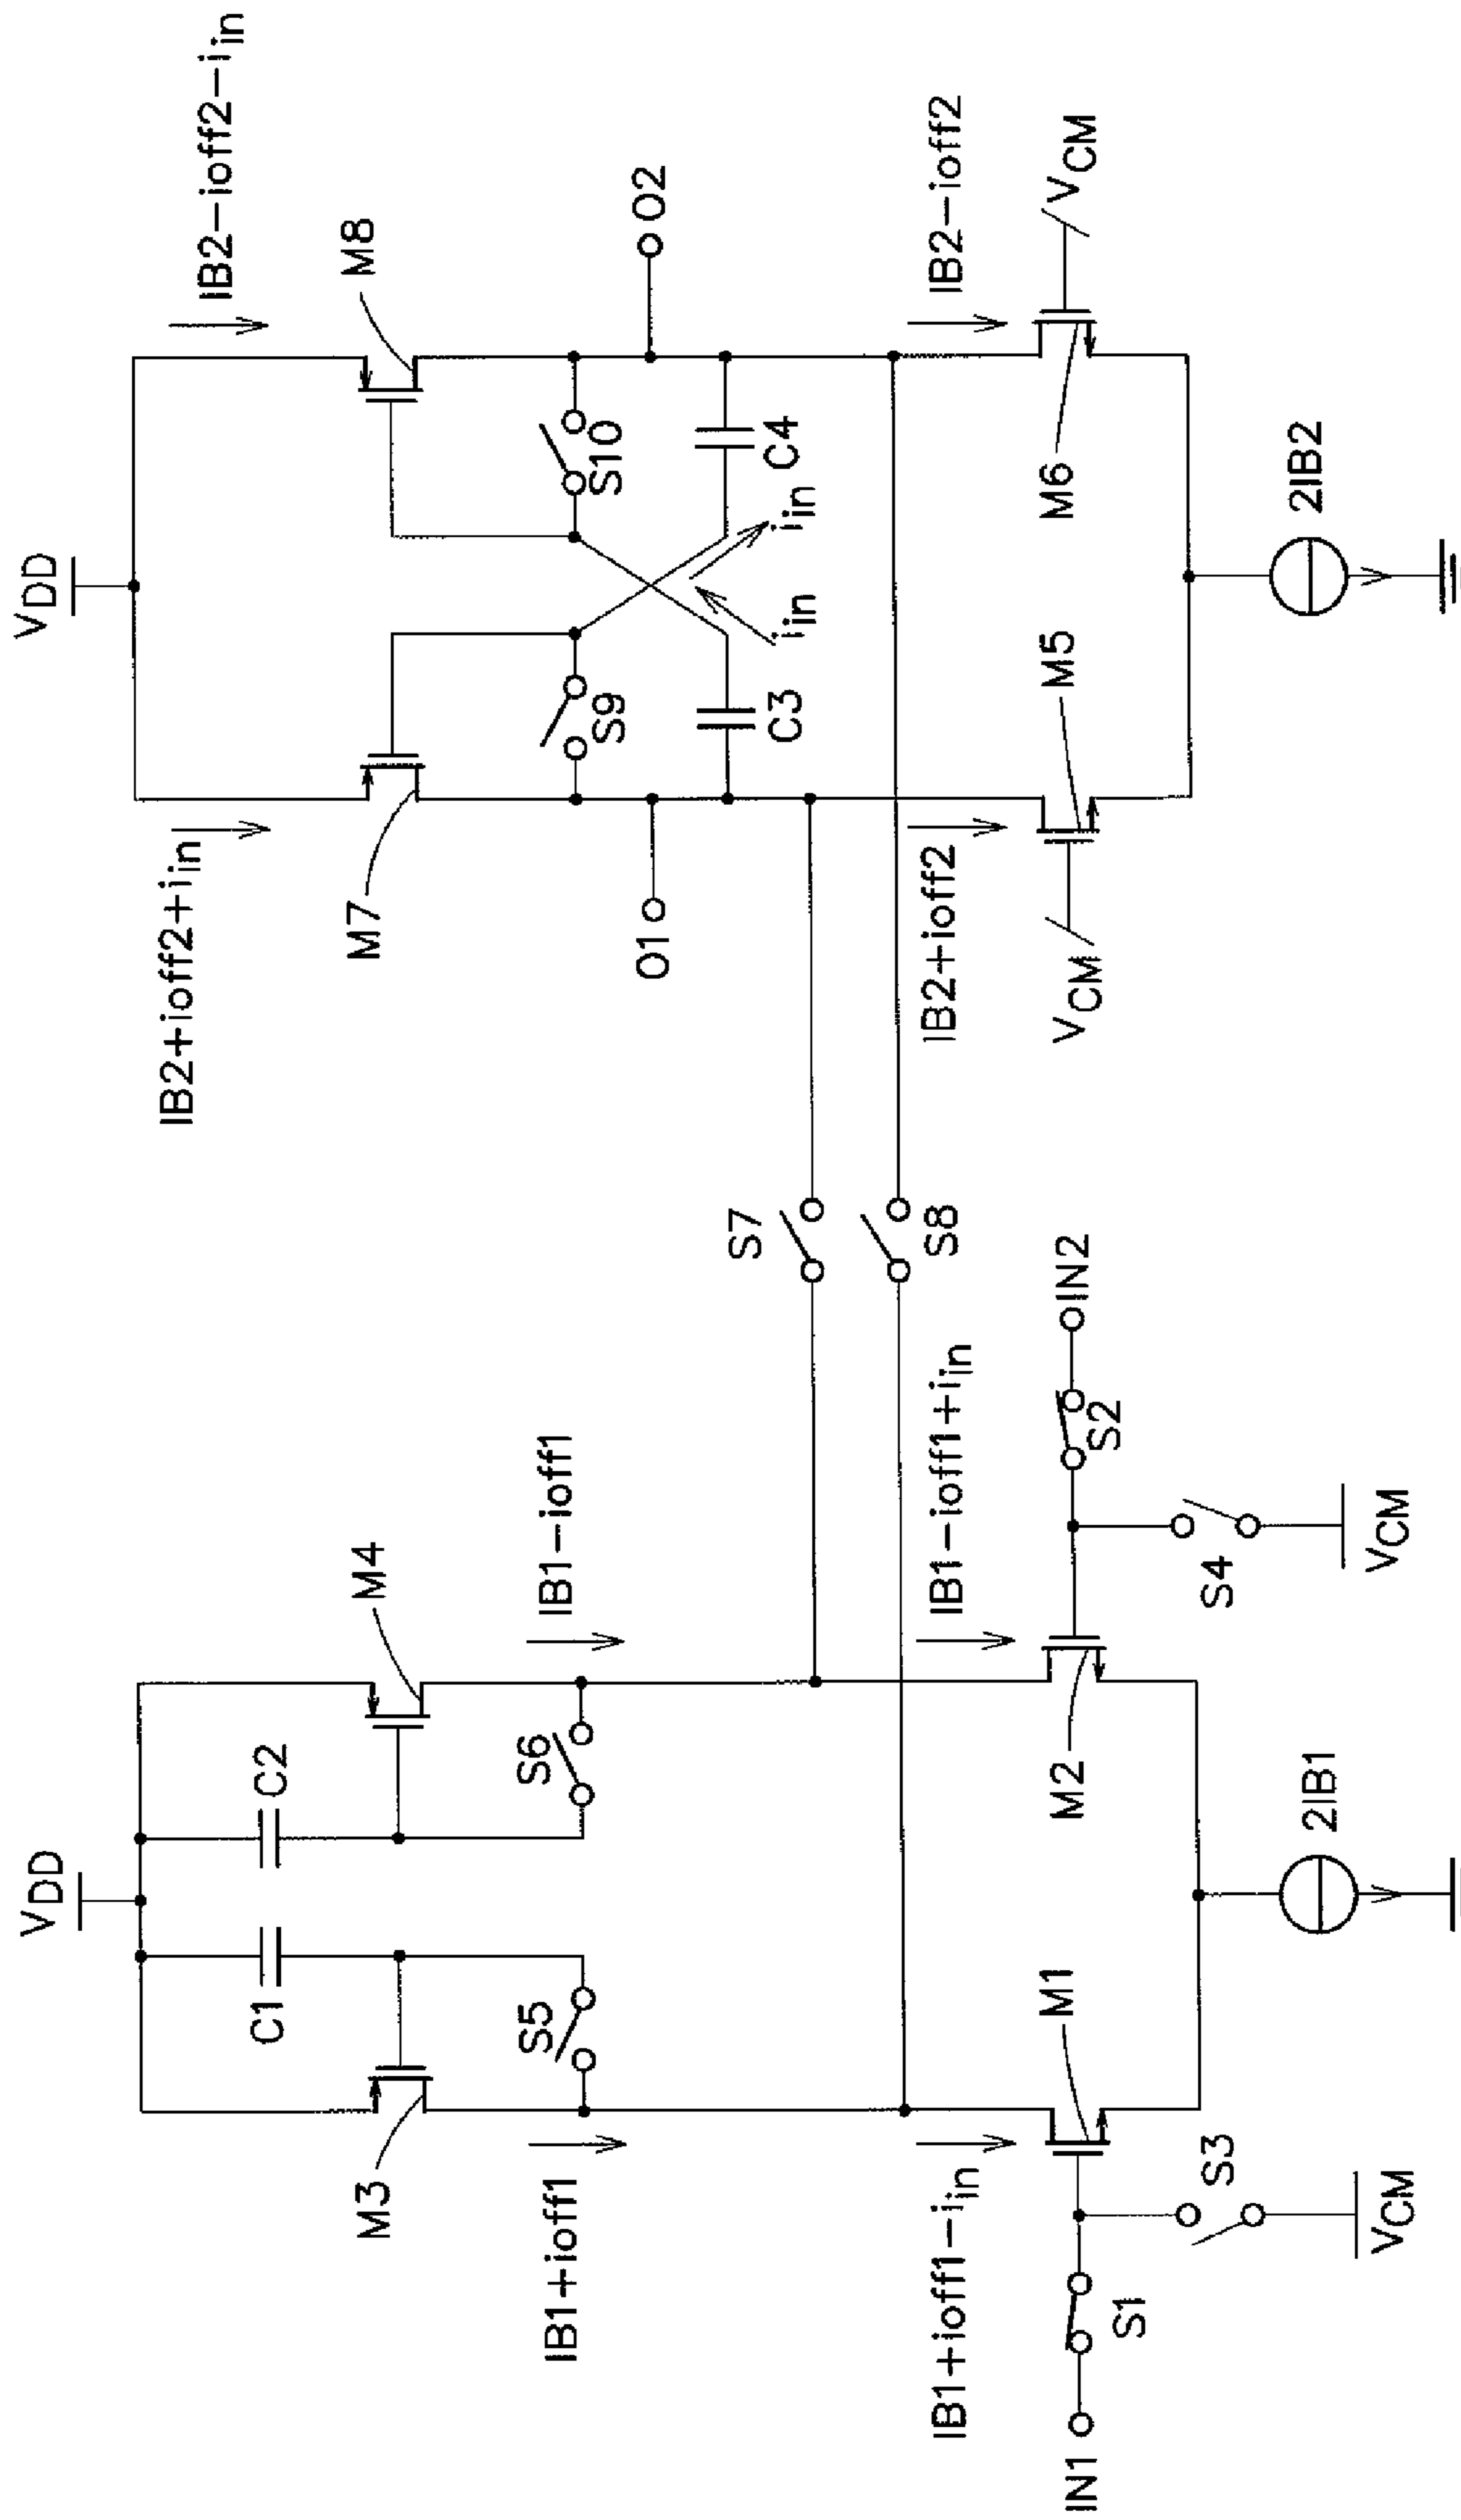 VDD
VDD
IB2+ioff2+iin
IB2-ioff2-iin
M3
C1
C2
M4
M7
M8
S5
S6
IB1+ioff1
IB1-ioff1
S9
S10
O1
O2
S7
C3
iin
iin
C4
S8
IB1+ioff1-iin
IB1-ioff1+iin
IB2+ioff2
IB2-ioff2
M1
M2
M5
M6
IN1
S1
S3
S2
IN2
VCM
VCM
S4
VCM
VCM
2IB1
2IB2